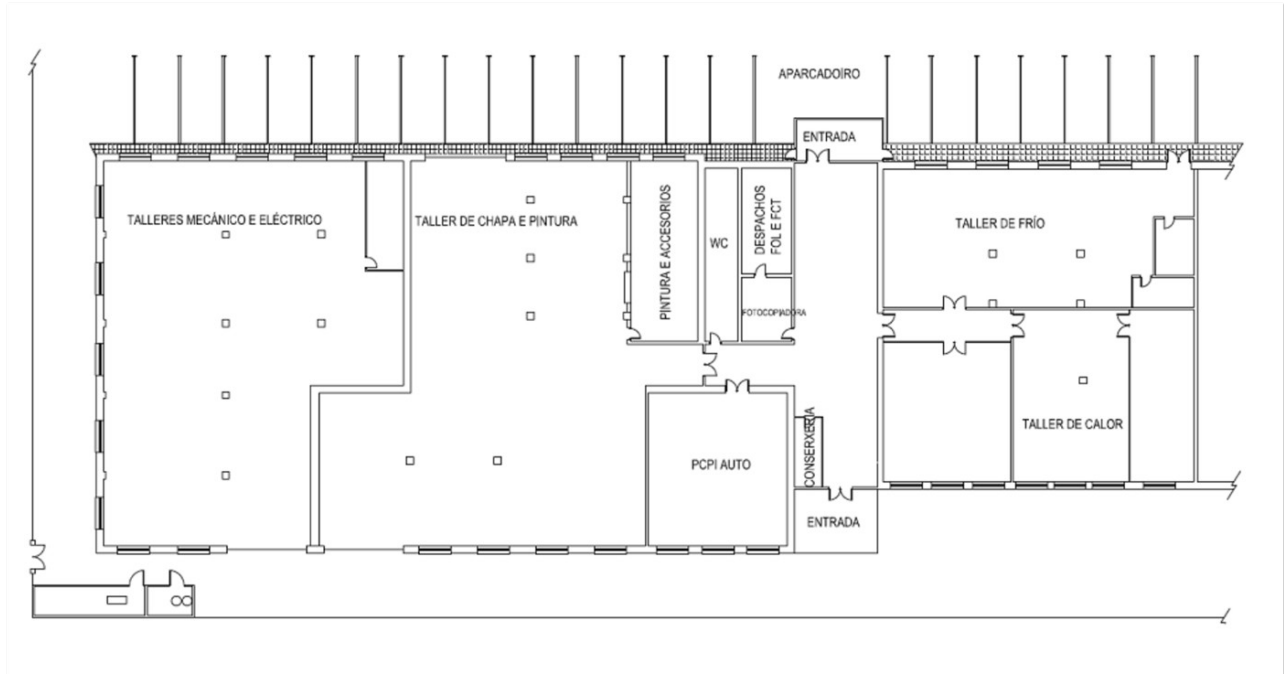 APARCADOIRO
ENTRADA
TALLERES MECÁNICO E ELÉCTRICO
TALLER DE CHAPA E PINTURA
PINTURA E ACCESORIOS
WC
DESPACHOS
FOL E FCT
FOTOCOPIADORA
TALLER DE FRÍO
CONSERXERIA
TALLER DE CALOR
PCPI AUTO
ENTRADA